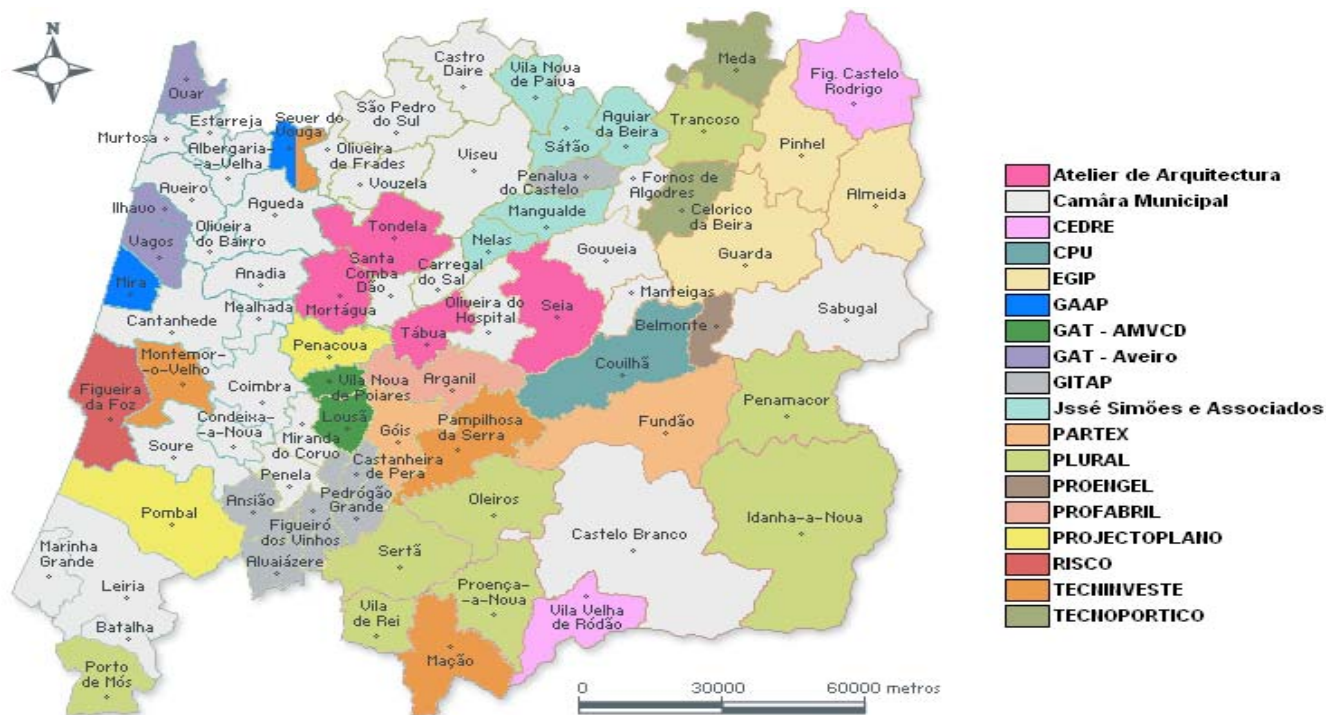 N
Castro
Daire
Vila Nova
de Paiva
Meda
Fig. Castelo
Rodrigo
Ovar
São Pedro
do Sul
Aguiar
da Beira
Trancoso
Estarreja
Sever do
Vouga
Murtosa
Albergaria-
-a-Velha
Oliveira
de Frades
Viseu
Sátão
Pinhel
Penalva
do Castelo
Fornos de
Algodres
Almeida
Aveiro
Vouzela
Ilhavo
Agueda
Mangualde
Celorico
da Beira
Oliveira
do Bairro
Tondela
Vagos
Nelas
Gouveia
Guarda
Santa
Comba
Dão
Carregal
do Sal
Anadia
Mira
Manteigas
Sabugal
Mortágua
Oliveira do
Hospital
Seia
Mealhada
Cantanhede
Tábua
Belmonte
Penacova
Montemor-
-o-Velho
Covilhã
Vila Nova
de Poiares
Arganil
Figueira
da Foz
Coimbra
Penamacor
Lousã
Condeixa-
-a-Nova
Góis
Pampilhosa
da Serra
Fundão
Soure
Miranda
do Corvo
Castanheira
de Pera
Penela
Ansião
Pedrógão
Grande
Oleiros
Pombal
Idanha-a-Nova
Figueiró
dos Vinhos
Castelo Branco
Marinha
Grande
Sertã
Alvaiázere
Leiria
Proença-
-a-Nova
Vila
de Rei
Vila Velha
de Ródão
Batalha
Mação
Porto
de Mós
0 30000 60000 metros
Atelier de Arquitectura
Camâra Municipal
CEDRE
CPU
EGIP
GAAP
GAT - AMVCD
GAT - Aveiro
GITAP
Jssé Simões e Associados
PARTEX
PLURAL
PROENGEL
PROFABRIL
PROJECTOPLANO
RISCO
TECNINVESTE
TECNOPORTICO